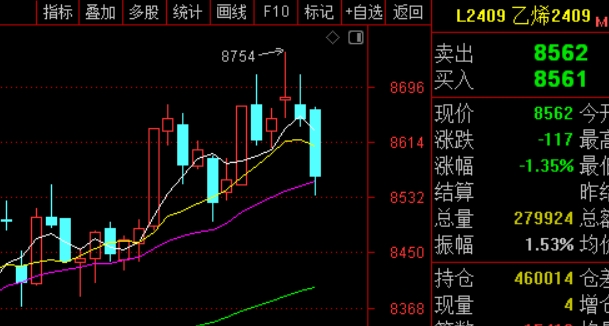 指标 叠加 多股 统计 画线 F10 标记 +自选 返回
L2409 乙烯2409 M
卖出 8562
买入 8561
现价 8562 今开
涨跌 -117 最高
涨幅 -1.35% 最低
结算 昨结
总量 279924 总额
振幅 1.53% 均价
持仓 460014 仓差
现量 4 增仓
8754
8696
8614
8532
8450
8368